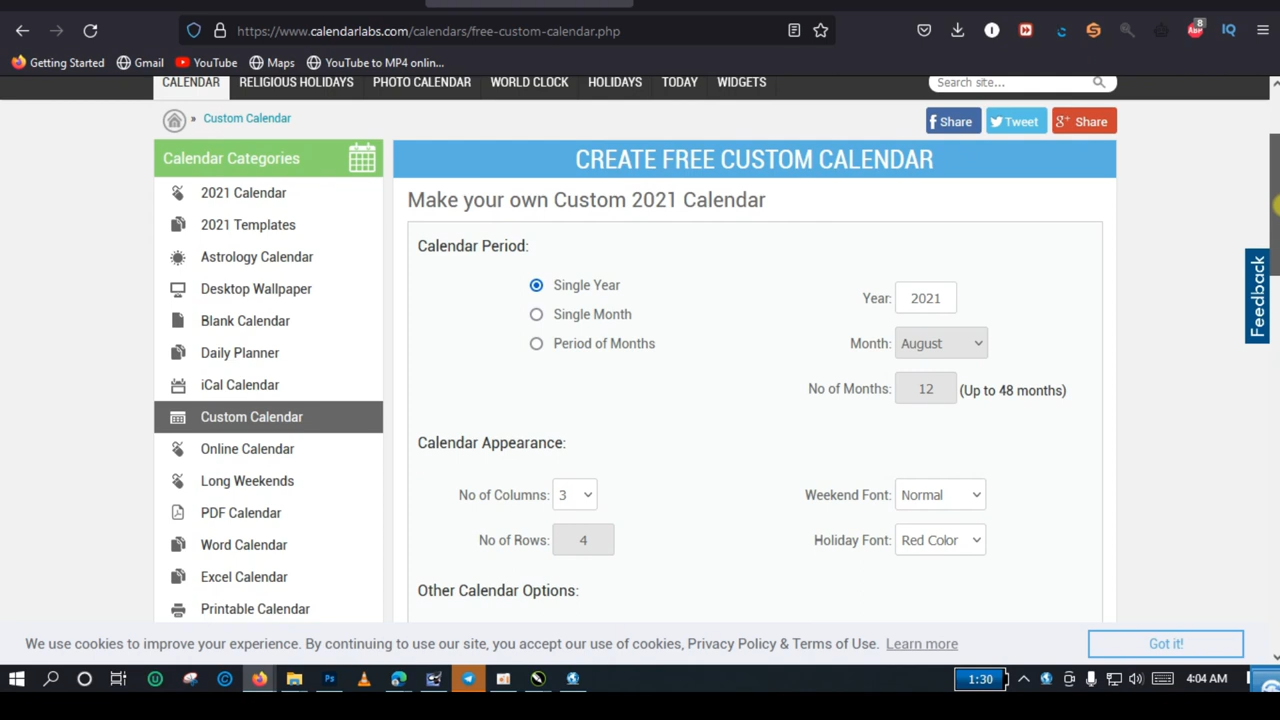 https://www.calendarlabs.com/calendars/free-custom-calendar.php
8
IQ
Getting Started
Gmail
YouTube
Maps
YouTube to MP4 onlin...
CALENDAR
RELIGIOUS HOLIDAYS
PHOTO CALENDAR
WORLD CLOCK
HOLIDAYS
TODAY
WIDGETS
Search site...
» Custom Calendar
Share
Tweet
Share
Calendar Categories
2021 Calendar
2021 Templates
Astrology Calendar
Desktop Wallpaper
Blank Calendar
Daily Planner
iCal Calendar
Custom Calendar
Online Calendar
Long Weekends
PDF Calendar
Word Calendar
Excel Calendar
Printable Calendar
CREATE FREE CUSTOM CALENDAR
Make your own Custom 2021 Calendar
Calendar Period:
Single Year
Single Month
Period of Months
Year: 2021
Month: August
No of Months: 12 (Up to 48 months)
Calendar Appearance:
No of Columns: 3
Weekend Font: Normal
No of Rows: 4
Holiday Font: Red Color
Other Calendar Options:
Feedback
We use cookies to improve your experience. By continuing to use our site, you accept our use of cookies, Privacy Policy & Terms of Use. Learn more
Got it!
1:30
4:04 AM